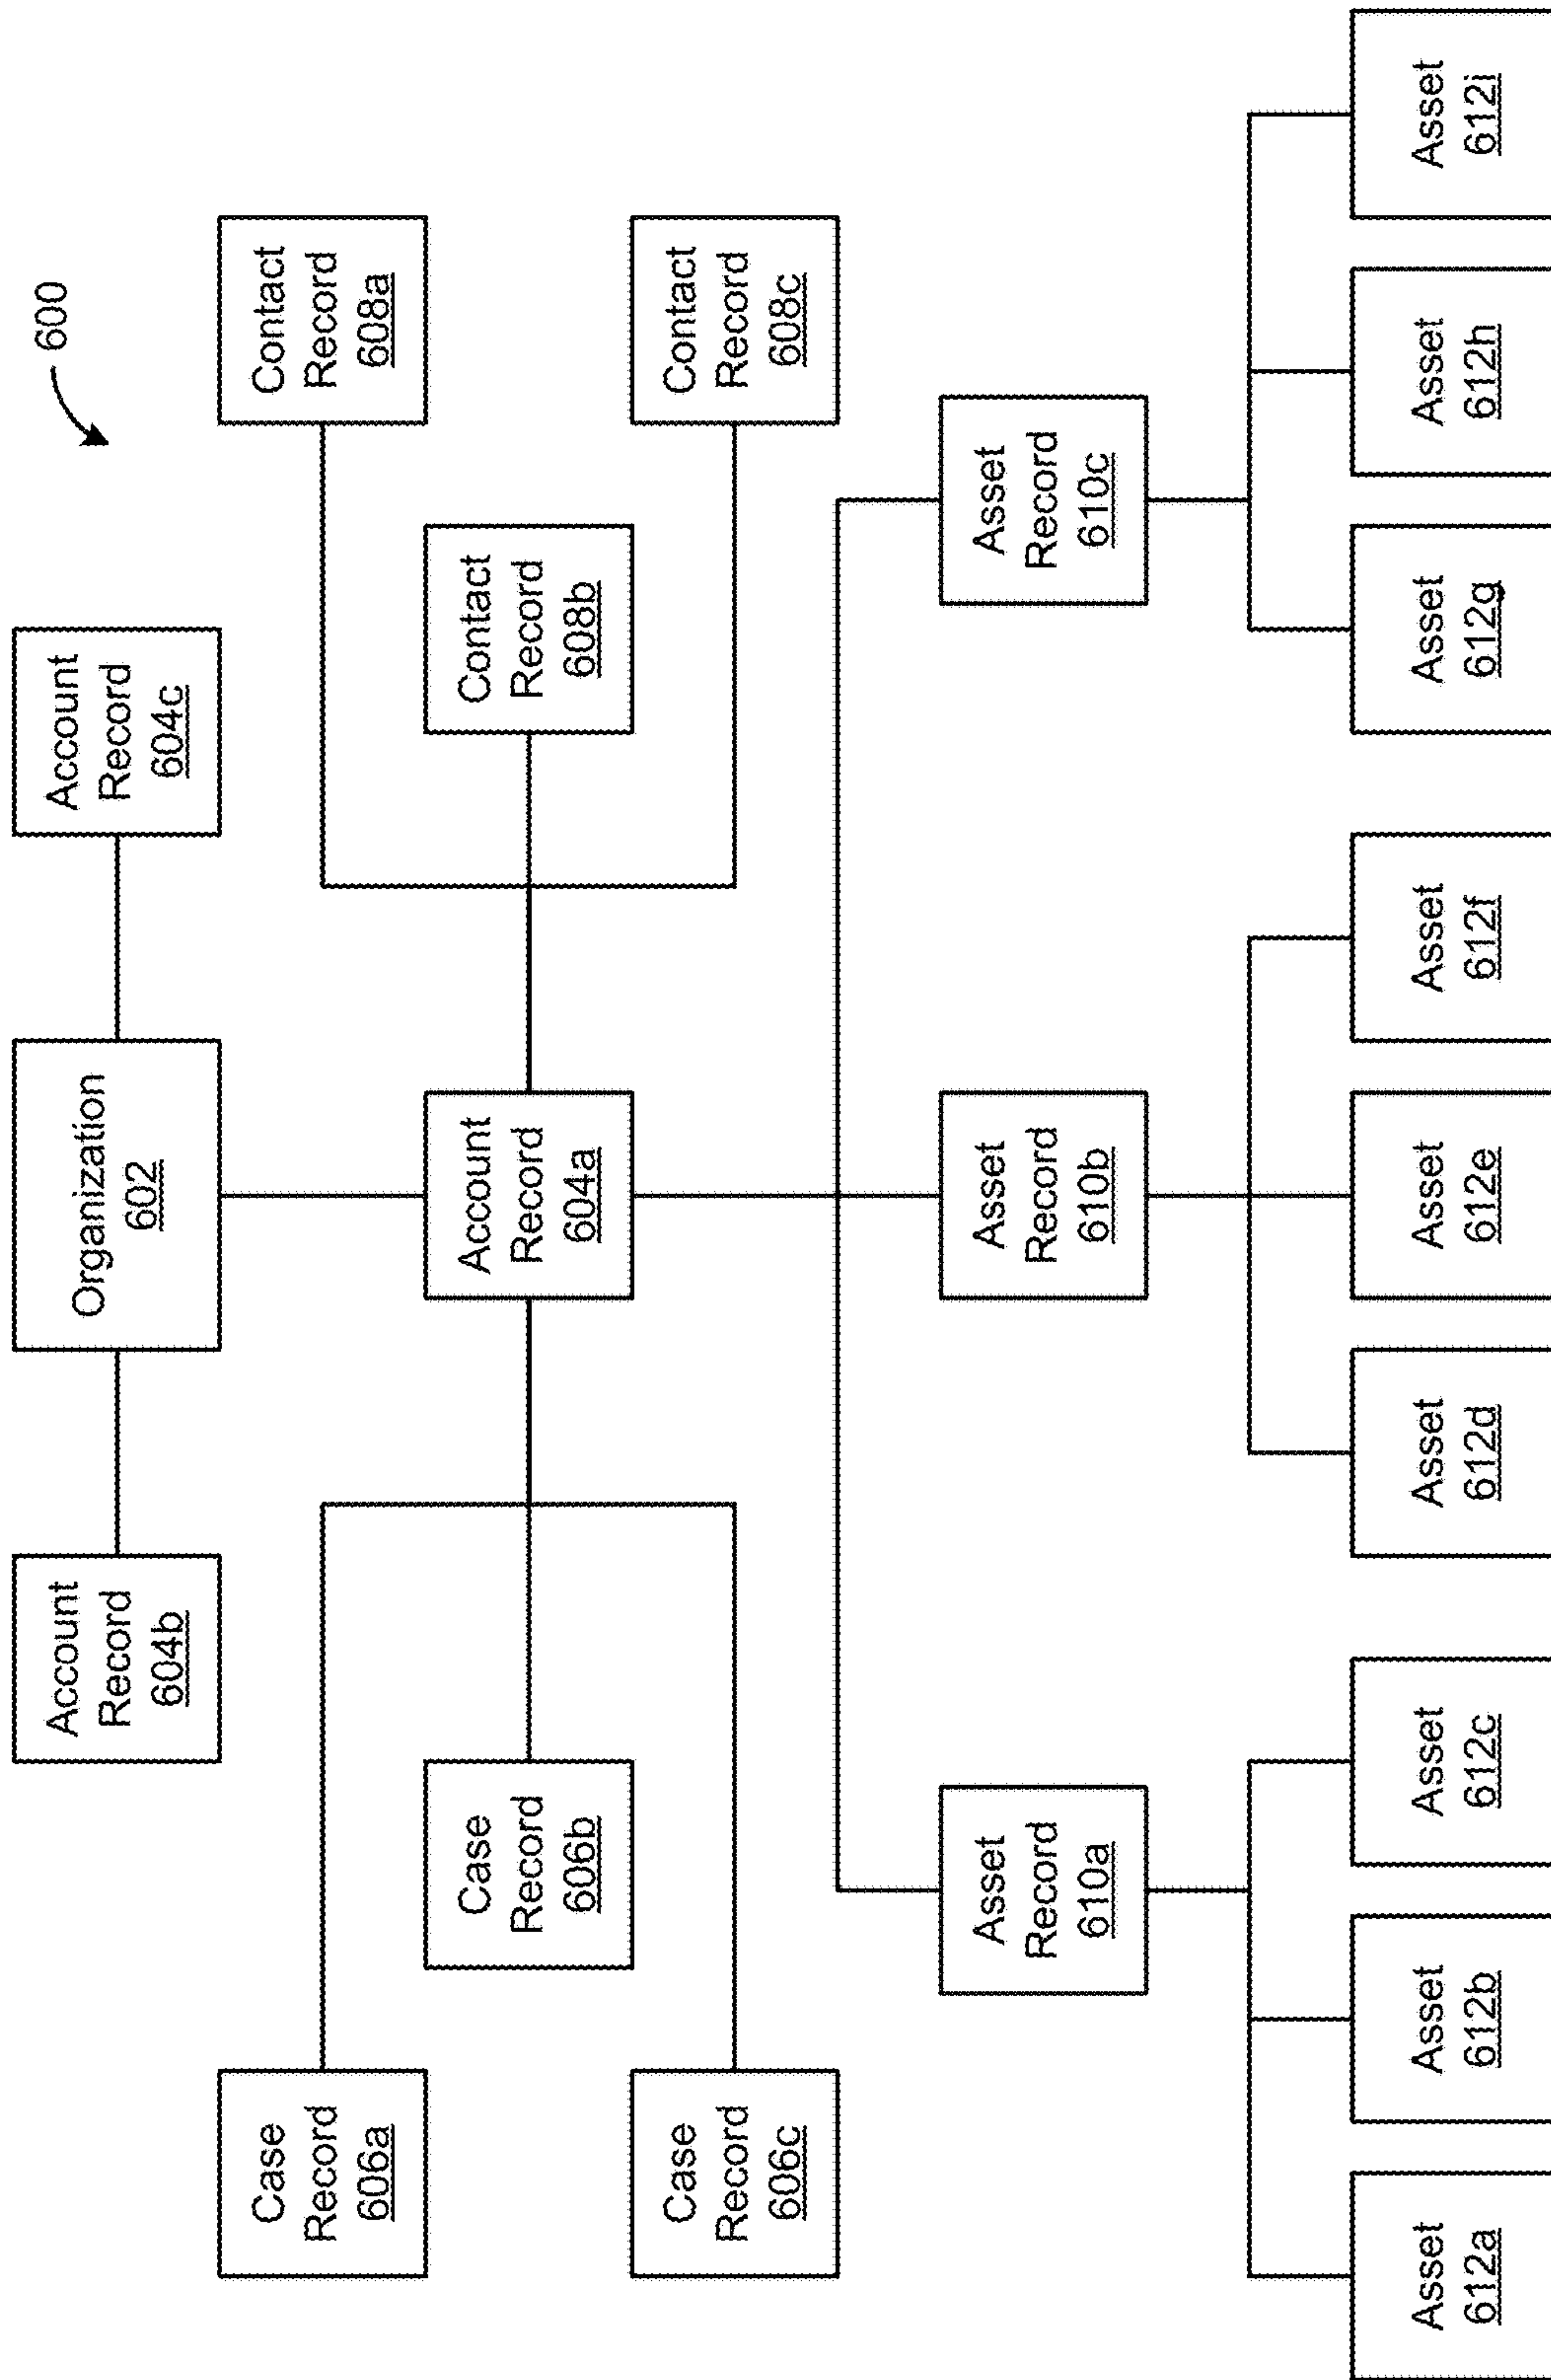 600
Account
Record
604b
Organization
602
Account
Record
604c
Case
Record
606a
Contact
Record
608a
Case
Record
606b
Account
Record
604a
Contact
Record
608b
Case
Record
606c
Contact
Record
608c
Asset
Record
610a
Asset
Record
610b
Asset
Record
610c
Asset
612a
Asset
612b
Asset
612c
Asset
612d
Asset
612e
Asset
612f
Asset
612g
Asset
612h
Asset
612i